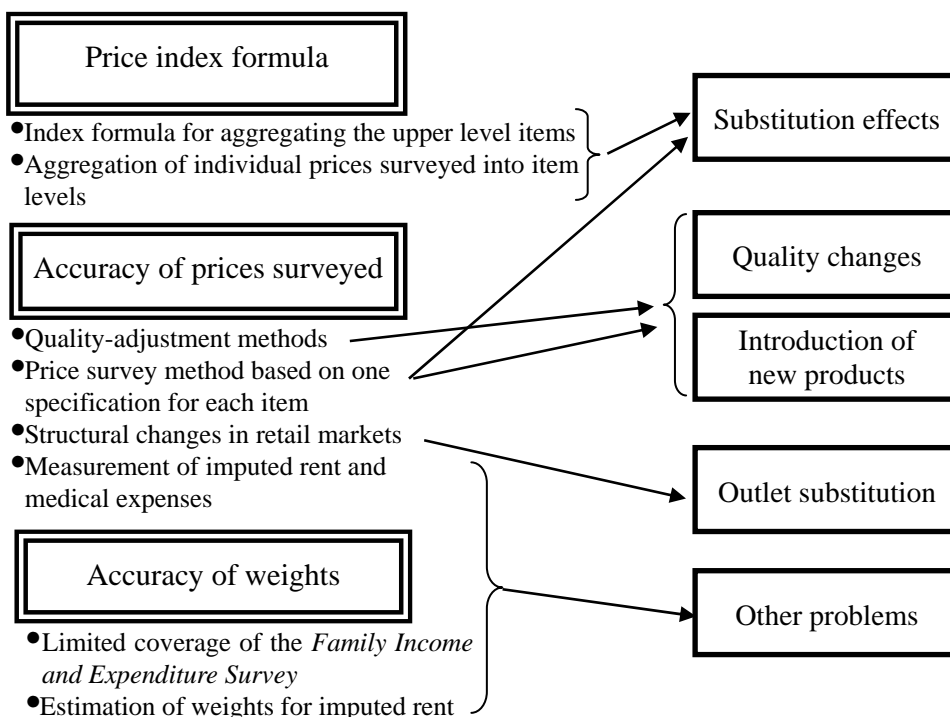 Price index formula
•Index formula for aggregating the upper level items
•Aggregation of individual prices surveyed into item
levels
Accuracy of prices surveyed
•Quality-adjustment methods
•Price survey method based on one
specification for each item
•Structural changes in retail markets
•Measurement of imputed rent and
medical expenses
Accuracy of weights
•Limited coverage of the Family Income
and Expenditure Survey
•Estimation of weights for imputed rent
Substitution effects
Quality changes
Introduction of
new products
Outlet substitution
Other problems